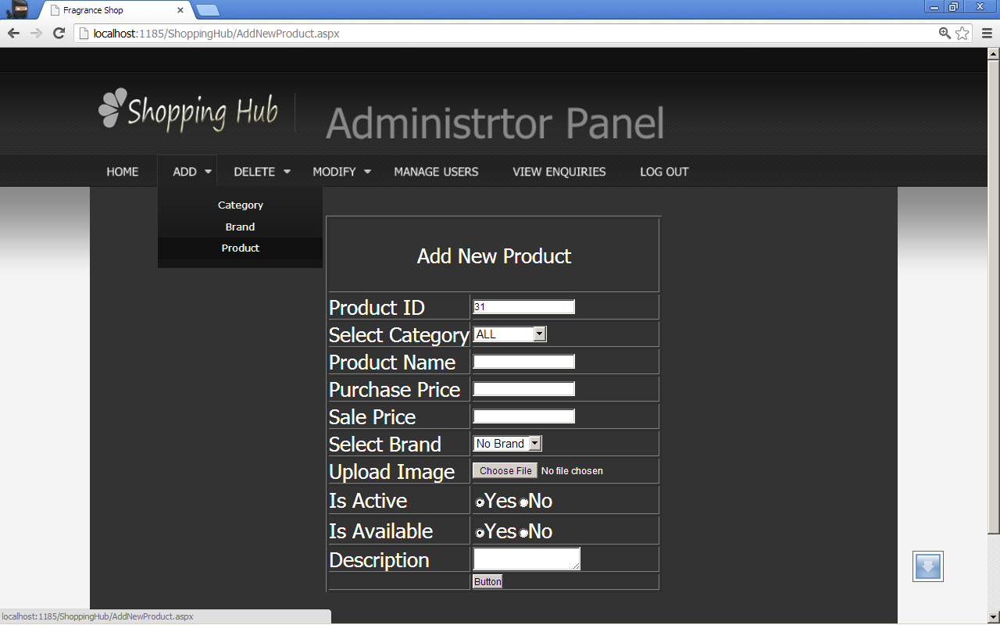 Fragrance Shop
localhost:1185/ShoppingHub/AddNewProduct.aspx
Shopping Hub
Administrtor Panel
HOME ADD DELETE MODIFY MANAGE USERS VIEW ENQUIRIES LOG OUT
Category
Brand
Product
Add New Product
Product ID 31
Select Category ALL
Product Name
Purchase Price
Sale Price
Select Brand No Brand
Upload Image Choose File No file chosen
Is Active Yes No
Is Available Yes No
Description
Button
localhost:1185/ShoppingHub/AddNewProduct.aspx